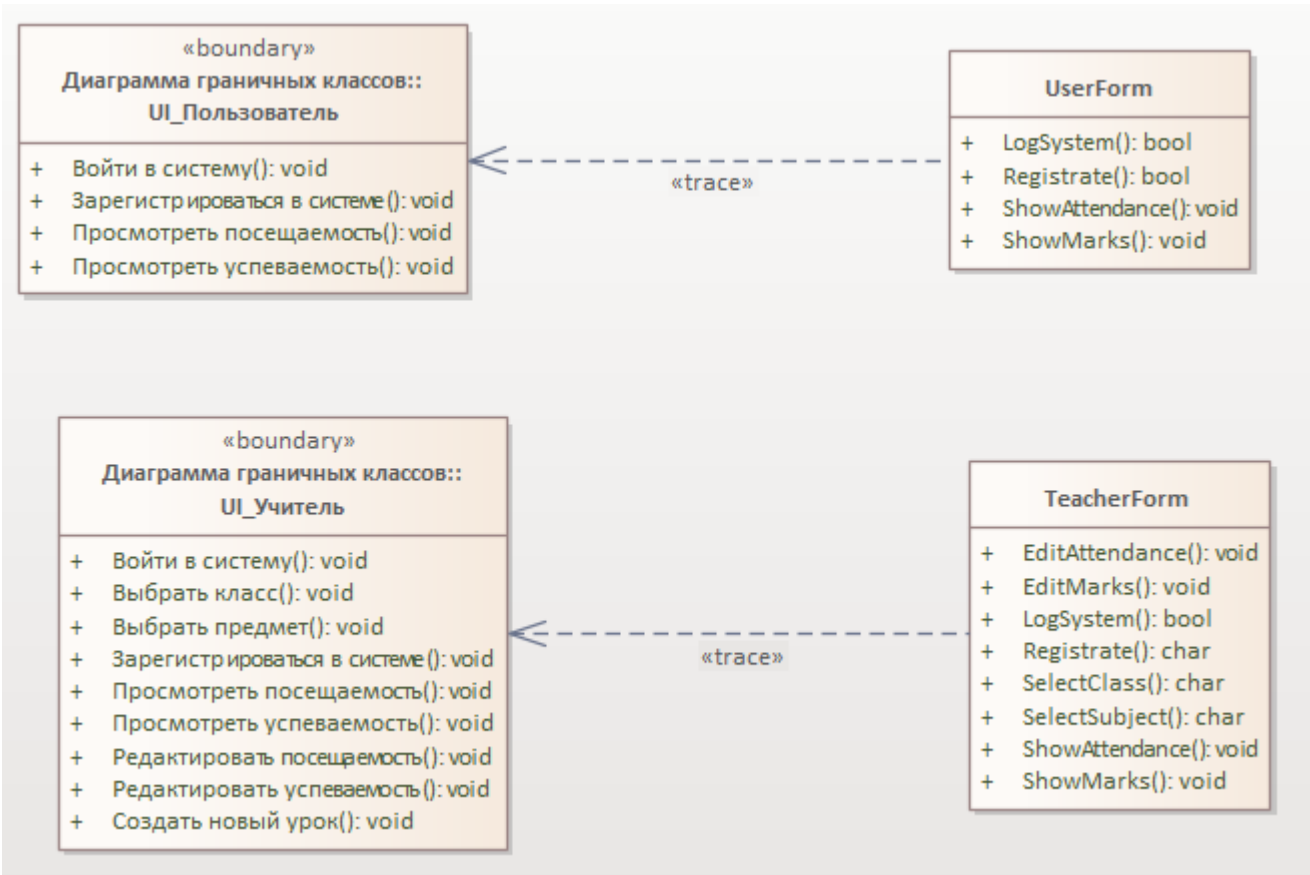 «boundary»
Диаграмма граничных классов::
UI_Пользователь
+ Войти в систему(): void
+ Зарегистрироваться в системе(): void
+ Просмотреть посещаемость(): void
+ Просмотреть успеваемость(): void
«trace»
UserForm
+ LogSystem(): bool
+ Registrate(): bool
+ ShowAttendance(): void
+ ShowMarks(): void
«boundary»
Диаграмма граничных классов::
UI_Учитель
+ Войти в систему(): void
+ Выбрать класс(): void
+ Выбрать предмет(): void
+ Зарегистрироваться в системе(): void
+ Просмотреть посещаемость(): void
+ Просмотреть успеваемость(): void
+ Редактировать посещаемость(): void
+ Редактировать успеваемость(): void
+ Создать новый урок(): void
«trace»
TeacherForm
+ EditAttendance(): void
+ EditMarks(): void
+ LogSystem(): bool
+ Registrate(): char
+ SelectClass(): char
+ SelectSubject(): char
+ ShowAttendance(): void
+ ShowMarks(): void